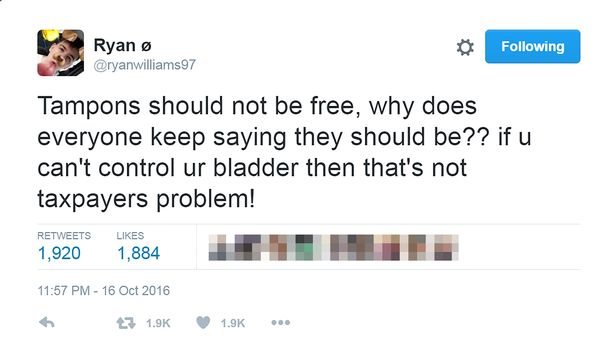 Ryan ø
@ryanwilliams97
Following
Tampons should not be free, why does
everyone keep saying they should be?? if u
can't control ur bladder then that's not
taxpayers problem!
RETWEETS LIKES
1,920 1,884
11:57 PM - 16 Oct 2016
1.9K 1.9K